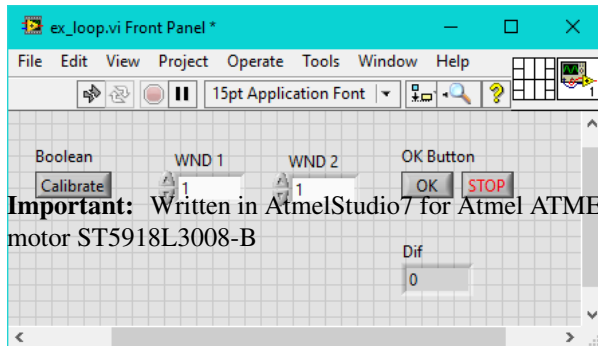 ex_loop.vi Front Panel *
File Edit View Project Operate Tools Window Help
15pt Application Font
1
Boolean WND 1 WND 2 OK Button
Calibrate 1 1 OK STOP
Important: Written in AtmelStudio7 for Atmel ATME
motor ST5918L3008-B
Dif
0